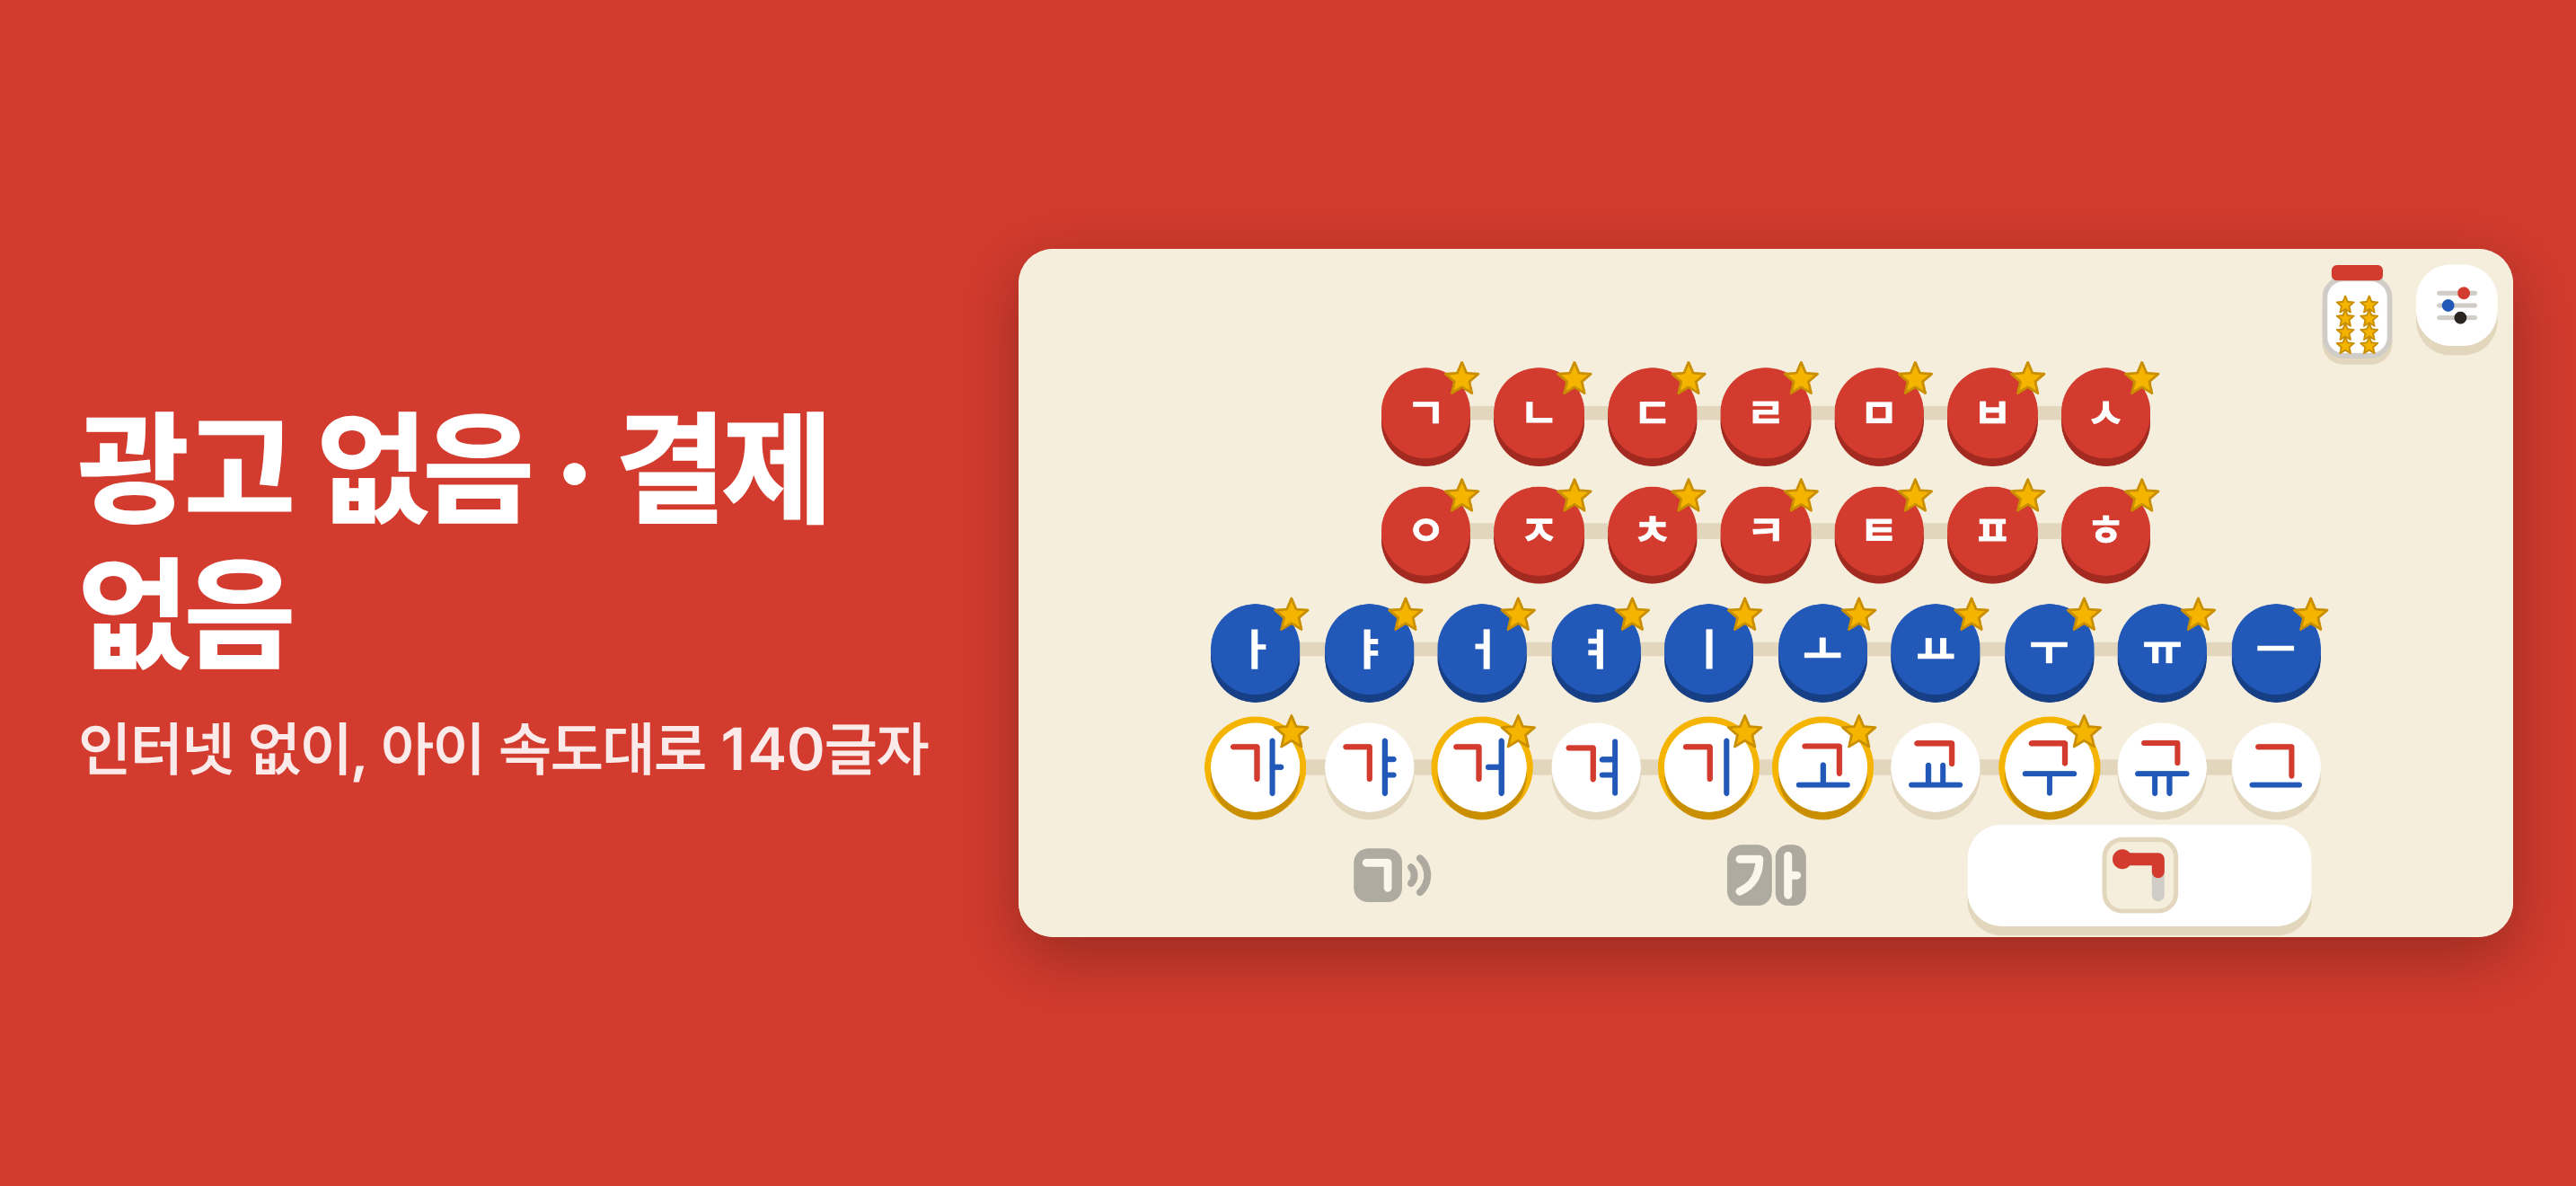 광고 없음 · 결제
없음
인터넷 없이, 아이 속도대로 140글자
ㄱ ㄴ ㄷ ㄹ ㅁ ㅂ ㅅ
ㅇ ㅈ ㅊ ㅋ ㅌ ㅍ ㅎ
ㅏ ㅑ ㅓ ㅕ ㅣ ㅗ ㅛ ㅜ ㅠ ㅡ
가 갸 거 겨 기 고 교 구 규 그
ㄱ 가 ㄱ